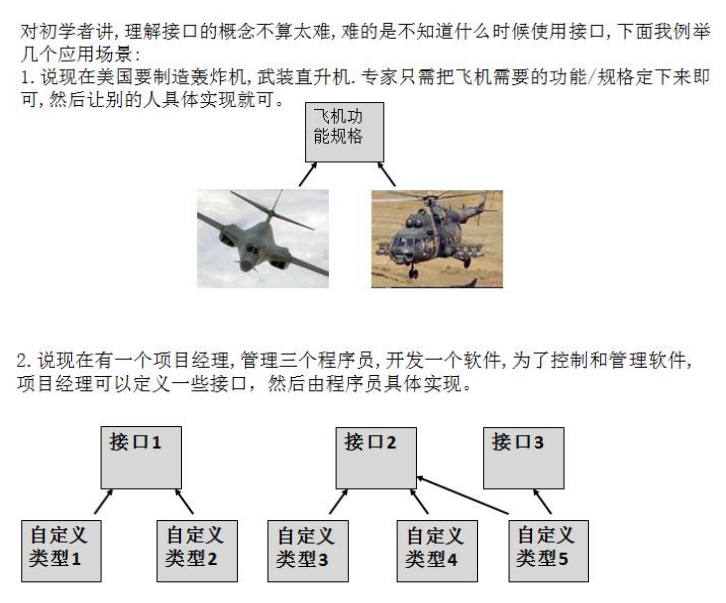 对初学者讲,理解接口的概念不算太难,难的是不知道什么时候使用接口,下面我例举
几个应用场景:
1.说现在美国要制造轰炸机,武装直升机.专家只需把飞机需要的功能/规格定下来即
可,然后让别的人具体实现就可。
飞机功
能规格
2.说现在有一个项目经理,管理三个程序员,开发一个软件,为了控制和管理软件,
项目经理可以定义一些接口，然后由程序员具体实现。
接口1
接口2
接口3
自定义
类型1
自定义
类型2
自定义
类型3
自定义
类型4
自定义
类型5